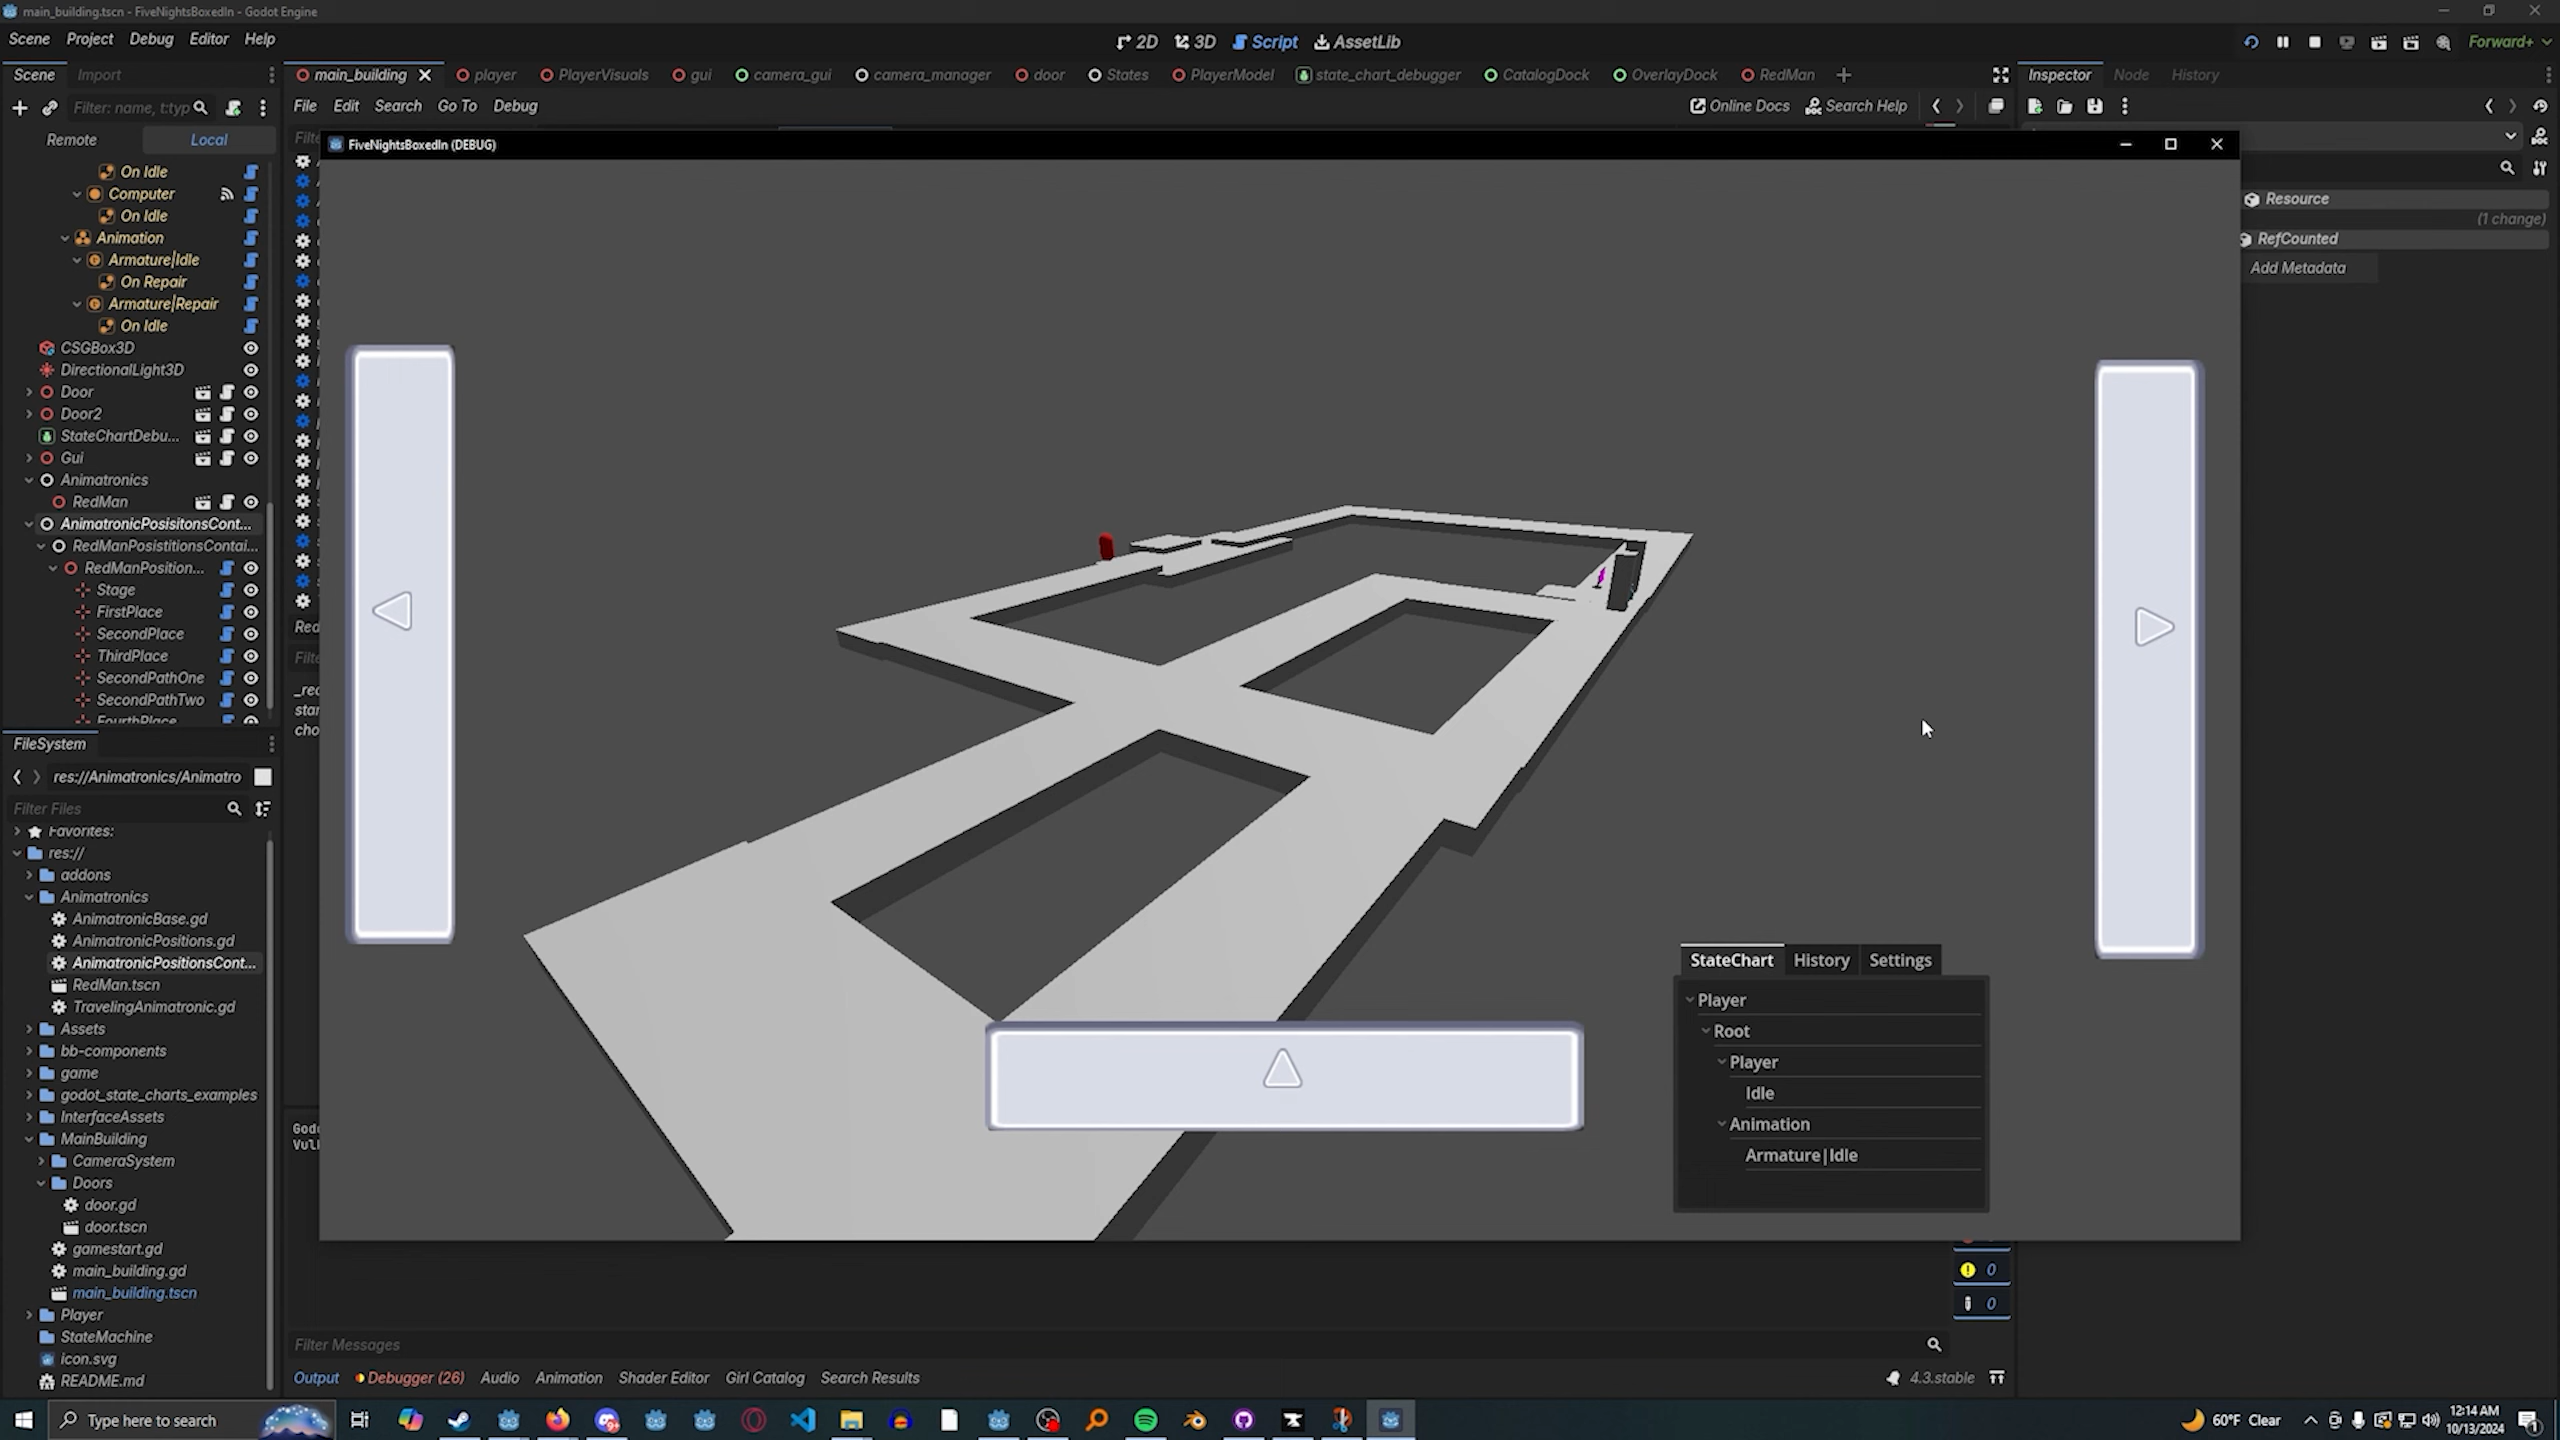 main_building.tscn - FiveNightsBoxedIn - Godot Engine
Scene Project Debug Editor Help
2D 3D Script AssetLib
Forward+
Scene Import
main_building player PlayerVisuals gui camera_gui camera_manager door States PlayerModel state_chart_debugger CatalogDock OverlayDock RedMan
Inspector Node History
Filter: name, t:typ
File Edit Search Go To Debug
Online Docs Search Help
Remote Local
FiveNightsBoxedIn (DEBUG)
On Idle
Computer
On Idle
Animation
Armature|Idle
On Repair
Armature|Repair
On Idle
CSGBox3D
DirectionalLight3D
Door
Door2
StateChartDebu...
Gui
Animatronics
RedMan
AnimatronicPosisitonsCont...
RedManPosistitionsContai...
RedManPosition...
Stage
FirstPlace
SecondPlace
ThirdPlace
SecondPathOne
SecondPathTwo
FourthPlace
Resource
(1 change)
RefCounted
Add Metadata
FileSystem
res://Animatronics/Animatro
Filter Files
Favorites:
res://
addons
Animatronics
AnimatronicBase.gd
AnimatronicPositions.gd
AnimatronicPositionsCont...
RedMan.tscn
TravelingAnimatronic.gd
Assets
bb-components
game
godot_state_charts_examples
InterfaceAssets
MainBuilding
CameraSystem
Doors
door.gd
door.tscn
gamestart.gd
main_building.gd
main_building.tscn
Player
StateMachine
icon.svg
README.md
StateChart History Settings
Player
Root
Player
Idle
Animation
Armature|Idle
0
0
Filter Messages
Output Debugger (26) Audio Animation Shader Editor Girl Catalog Search Results
4.3.stable
Type here to search
60°F Clear
12:14 AM
10/13/2024
1